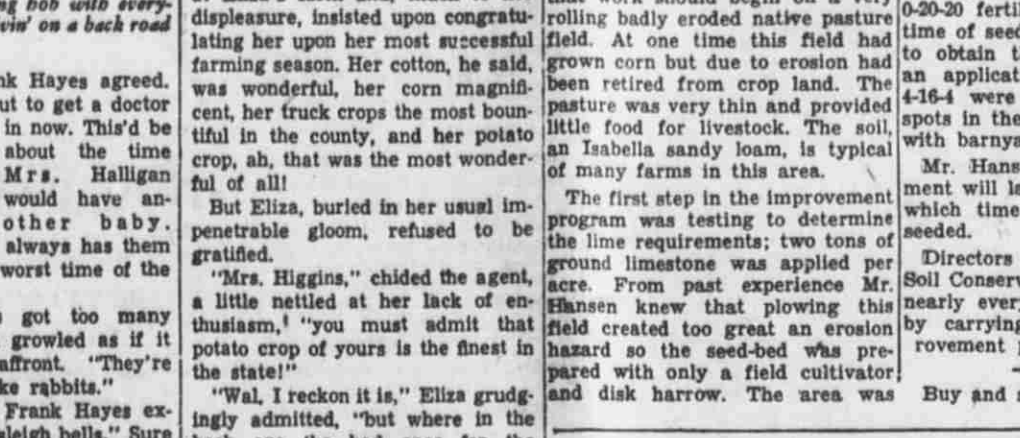 ng bob with every-
vin' on a back road
nk Hayes agreed.
ut to get a doctor
in now. This'd be
about the time
Mrs. Halligan
would have an-
other baby.
always has them
worst time of the
got too many
growled as if it
affront. "They're
ke rabbits."
Frank Hayes ex-
leigh bells." Sure
displeasure, insisted upon congratu-
lating her upon her most successful
farming season. Her cotton, he said,
was wonderful, her corn magnifi-
cent, her truck crops the most boun-
tiful in the county, and her potato
crop, ah, that was the most wonder-
ful of all!
But Eliza, buried in her usual im-
penetrable gloom, refused to be
gratified.
"Mrs. Higgins," chided the agent,
a little nettled at her lack of en-
thusiasm, "you must admit that
potato crop of yours is the finest in
the state!"
"Wal, I reckon it is," Eliza grudg-
ingly admitted, "but where in the
rolling badly eroded native pasture
field. At one time this field had
grown corn but due to erosion had
been retired from crop land. The
pasture was very thin and provided
little food for livestock. The soil,
an Isabella sandy loam, is typical
of many farms in this area.
The first step in the improvement
program was testing to determine
the lime requirements; two tons of
ground limestone was applied per
acre. From past experience Mr.
Hansen knew that plowing this
field created too great an erosion
hazard so the seed-bed was pre-
pared with only a field cultivator
and disk harrow. The area was
0-20-20 fertil
time of seed
to obtain t
an applicat
4-16-4 were
spots in the
with barnya
Mr. Hans
ment will la
which time
seeded.
Directors
Soil Conserv
nearly every
by carrying
rovement p
Buy and s